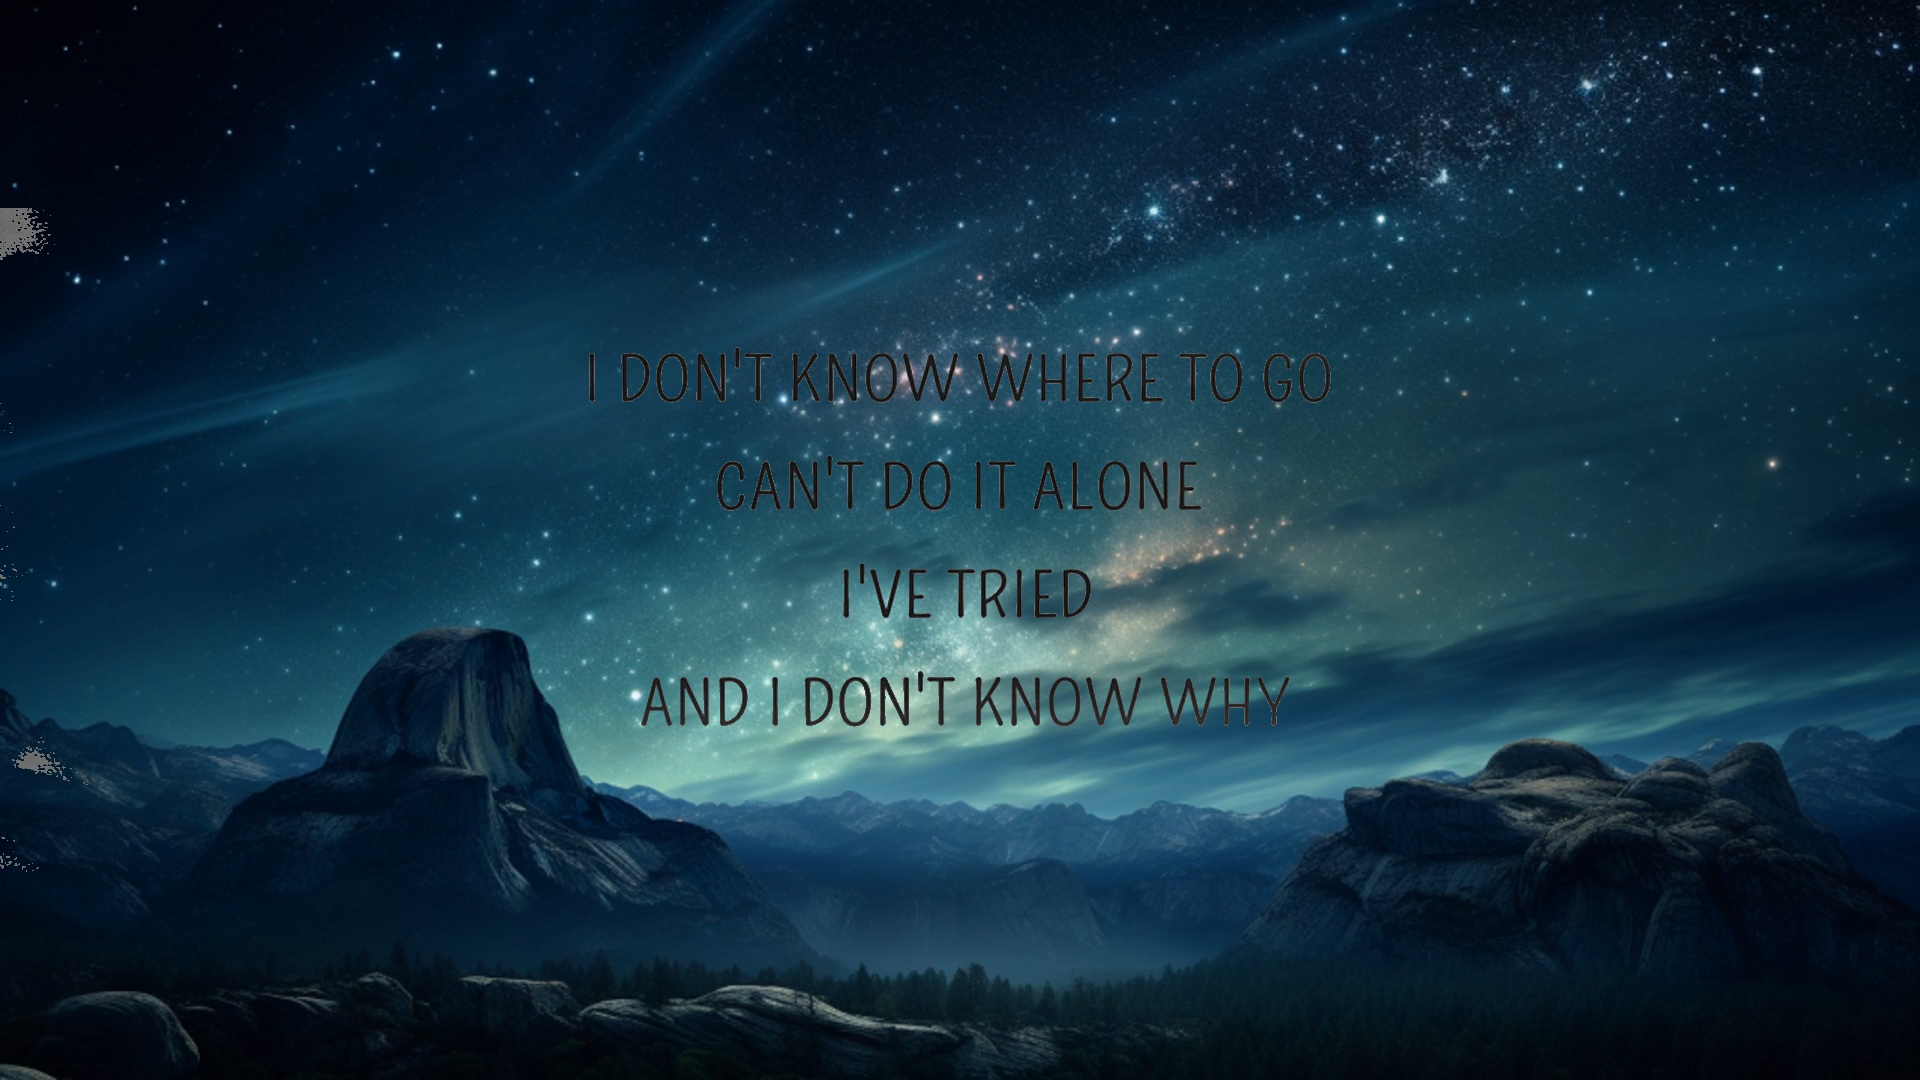 I DON'T KNOW WHERE TO GO
CAN'T DO IT ALONE
I'VE TRIED
AND I DON'T KNOW WHY